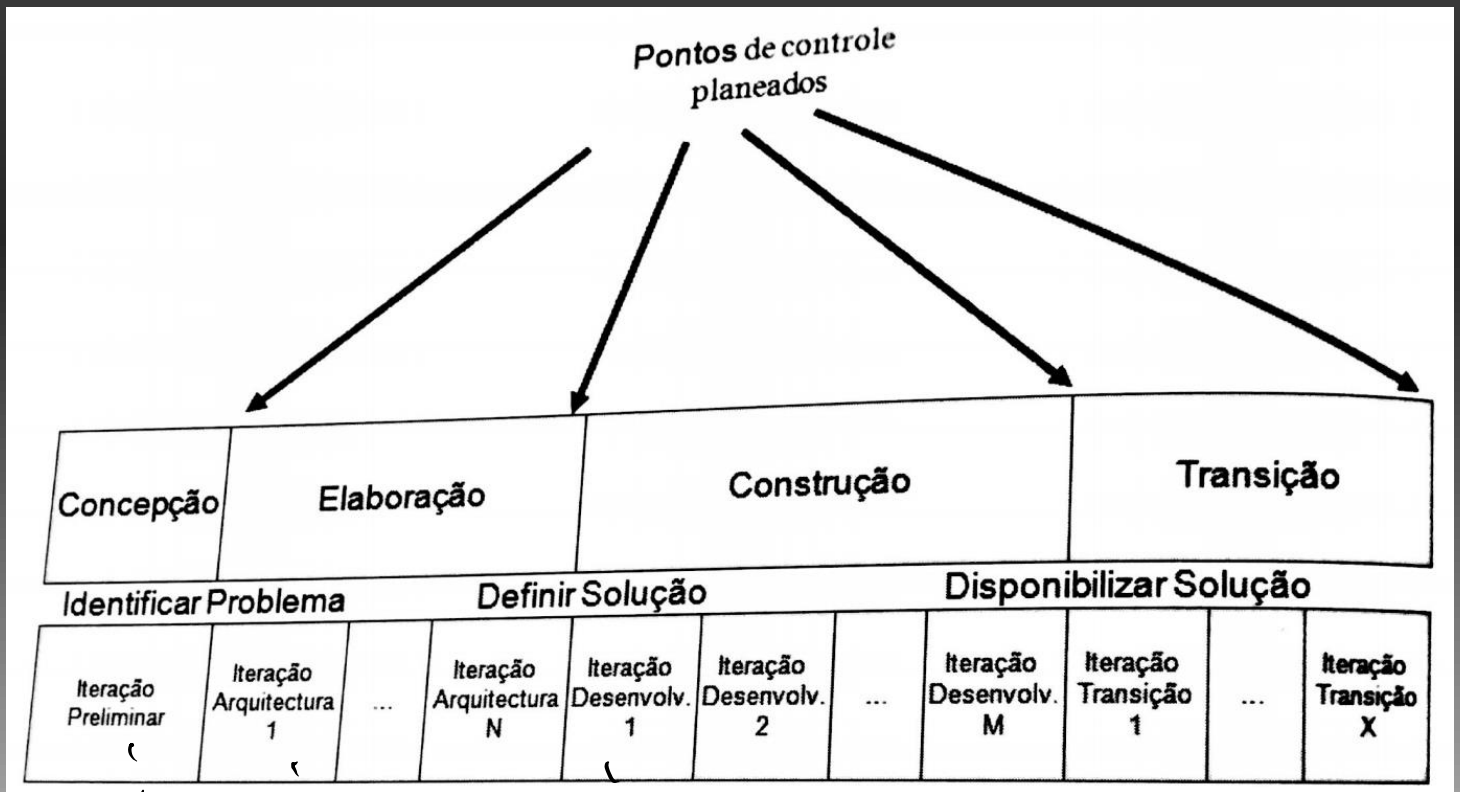 Pontos de controle
planeados
Concepção Elaboração Construção Transição
Identificar Problema Definir Solução Disponibilizar Solução
Iteração Preliminar
Iteração Arquitectura 1
...
Iteração Arquitectura N
Iteração Desenvolv. 1
Iteração Desenvolv. 2
...
Iteração Desenvolv. M
Iteração Transição 1
...
Iteração Transição X